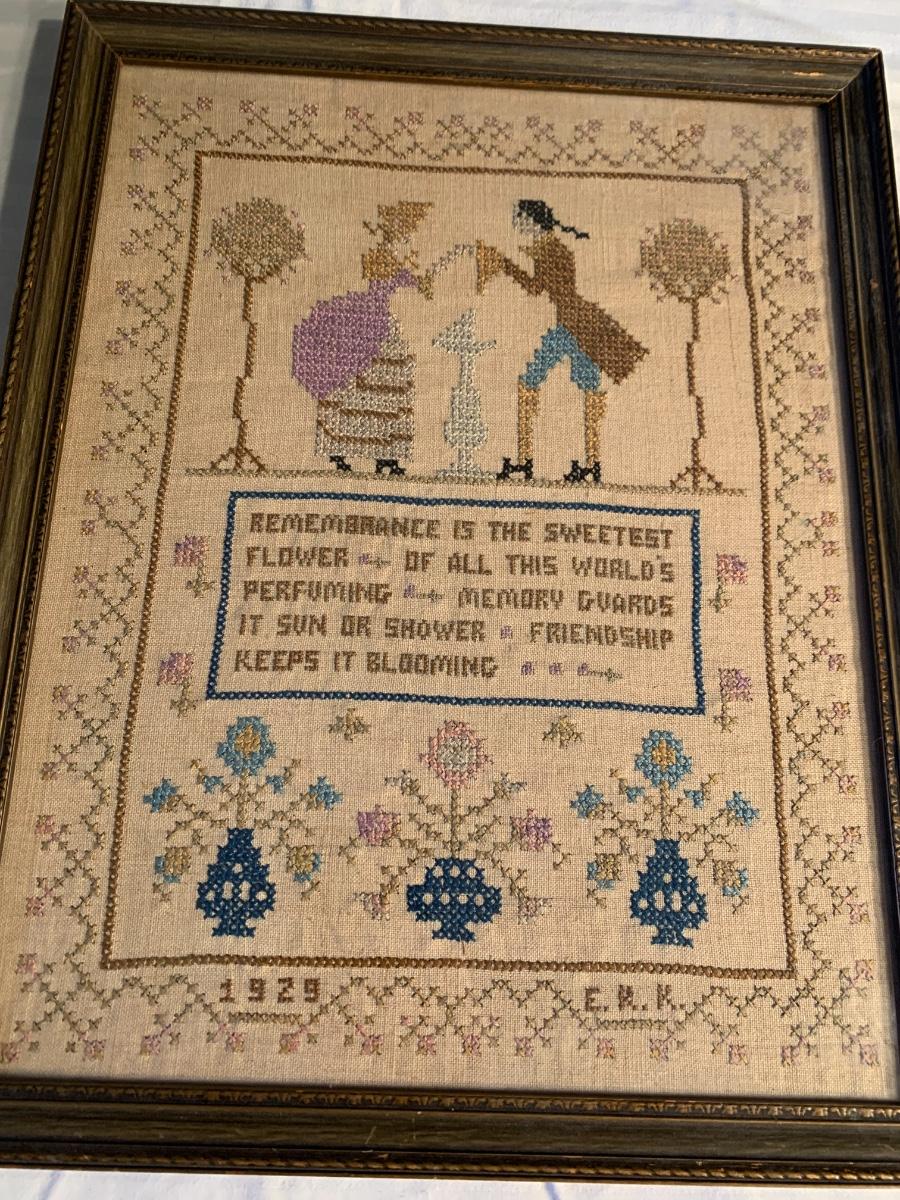 REMEMBRANCE IS THE SWEETEST
FLOWER OF ALL THIS WORLDS
PERFUMING MEMORY GUARDS
IT SUN OR SHOWER FRIENDSHIP
KEEPS IT BLOOMING
1929 E.K.K.